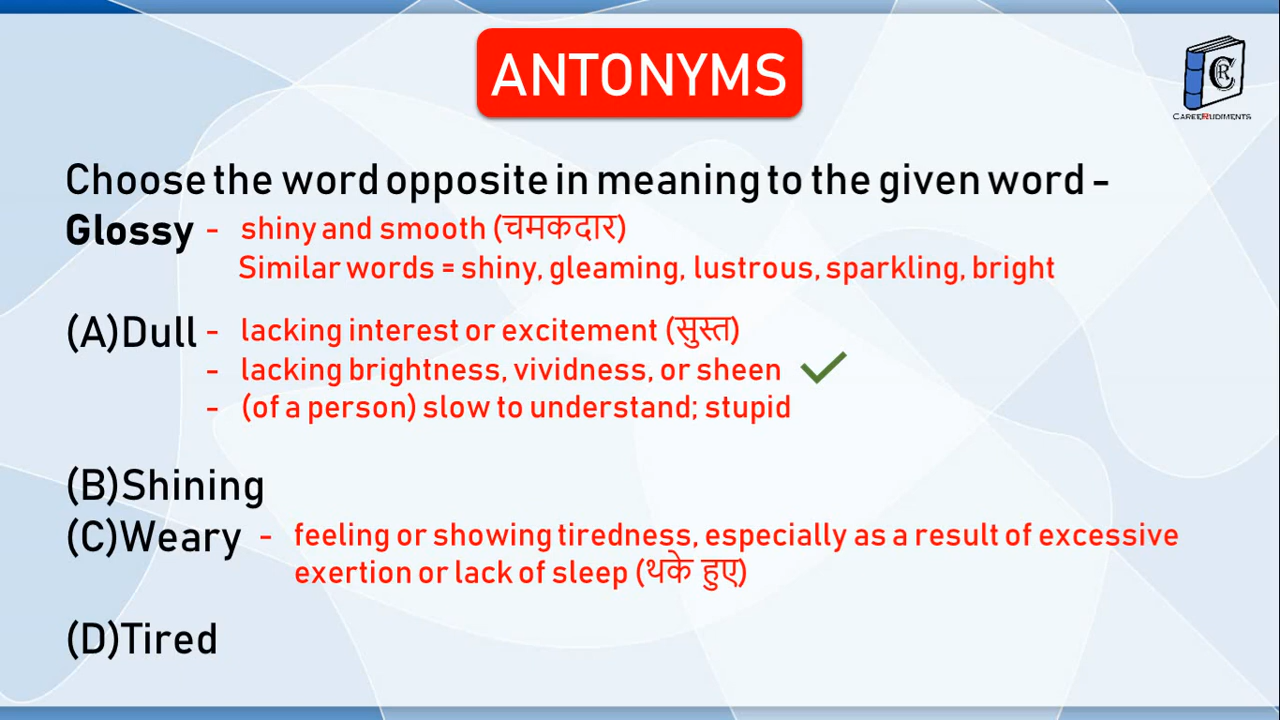 ANTONYMS
CR
CAREERUDIMENTS
Choose the word opposite in meaning to the given word -
Glossy - shiny and smooth (चमकदार)
Similar words = shiny, gleaming, lustrous, sparkling, bright
(A)Dull - lacking interest or excitement (सुस्त)
- lacking brightness, vividness, or sheen
- (of a person) slow to understand; stupid
(B)Shining
(C)Weary - feeling or showing tiredness, especially as a result of excessive
exertion or lack of sleep (थके हुए)
(D)Tired